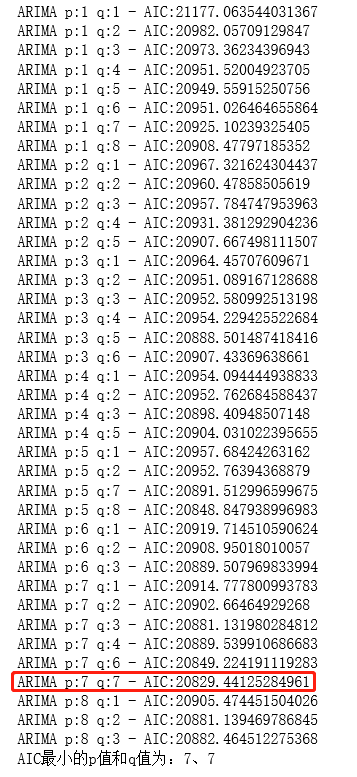 ARIMA p:1 q:1 - AIC:21177.063544031367
ARIMA p:1 q:2 - AIC:20982.05709129847
ARIMA p:1 q:3 - AIC:20973.36234396943
ARIMA p:1 q:4 - AIC:20951.52004923705
ARIMA p:1 q:5 - AIC:20949.55915250756
ARIMA p:1 q:6 - AIC:20951.026464655864
ARIMA p:1 q:7 - AIC:20925.10239325405
ARIMA p:1 q:8 - AIC:20908.47797185352
ARIMA p:2 q:1 - AIC:20967.321624304437
ARIMA p:2 q:2 - AIC:20960.47858505619
ARIMA p:2 q:3 - AIC:20957.784747953963
ARIMA p:2 q:4 - AIC:20931.381292904236
ARIMA p:2 q:5 - AIC:20907.667498111507
ARIMA p:3 q:1 - AIC:20964.45707609671
ARIMA p:3 q:2 - AIC:20951.089167128688
ARIMA p:3 q:3 - AIC:20952.580992513198
ARIMA p:3 q:4 - AIC:20954.229425522684
ARIMA p:3 q:5 - AIC:20888.501487418416
ARIMA p:3 q:6 - AIC:20907.43369638661
ARIMA p:4 q:1 - AIC:20954.094444938833
ARIMA p:4 q:2 - AIC:20952.762684588437
ARIMA p:4 q:3 - AIC:20898.40948507148
ARIMA p:4 q:5 - AIC:20904.031022395655
ARIMA p:5 q:1 - AIC:20957.68424263162
ARIMA p:5 q:2 - AIC:20952.76394368879
ARIMA p:5 q:7 - AIC:20891.512996599675
ARIMA p:5 q:8 - AIC:20848.847938996983
ARIMA p:6 q:1 - AIC:20919.714510590624
ARIMA p:6 q:2 - AIC:20908.95018010057
ARIMA p:6 q:3 - AIC:20889.507969833994
ARIMA p:7 q:1 - AIC:20914.777800993783
ARIMA p:7 q:2 - AIC:20902.66464929268
ARIMA p:7 q:3 - AIC:20881.131980284812
ARIMA p:7 q:4 - AIC:20889.539910686683
ARIMA p:7 q:6 - AIC:20849.224191119283
ARIMA p:7 q:7 - AIC:20829.44125284961
ARIMA p:8 q:1 - AIC:20905.474451504026
ARIMA p:8 q:2 - AIC:20881.139469786845
ARIMA p:8 q:3 - AIC:20882.464512275368
AIC最小的p值和q值为：7、7